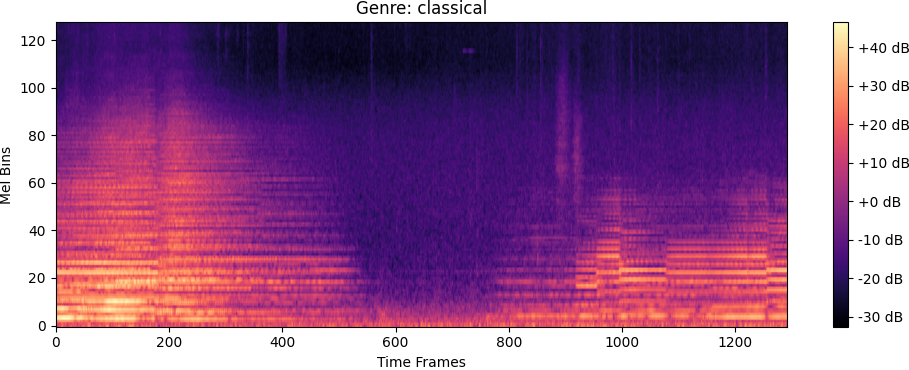 Genre: classical
Mel Bins
120
100
80
60
40
20
0
0 200 400 600 800 1000 1200
Time Frames
+40 dB
+30 dB
+20 dB
+10 dB
+0 dB
-10 dB
-20 dB
-30 dB